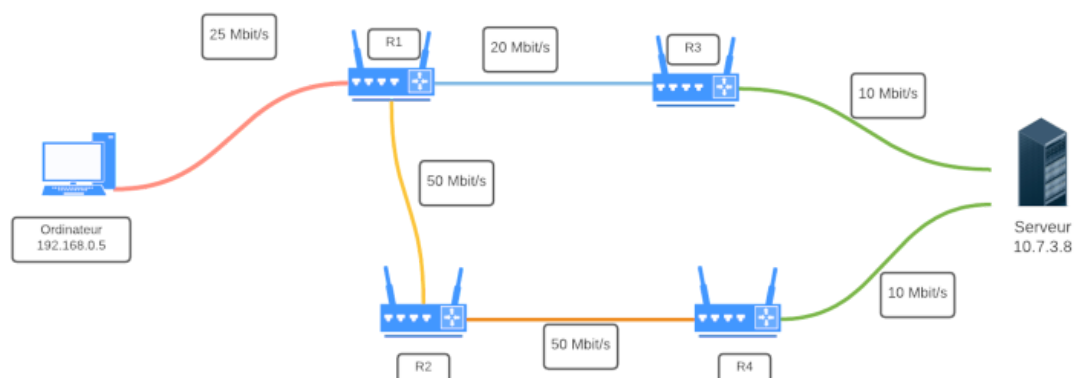 25 Mbit/s
R1
20 Mbit/s
R3
10 Mbit/s
50 Mbit/s
Ordinateur
192.168.0.5
Serveur
10.7.3.8
10 Mbit/s
50 Mbit/s
R2
R4